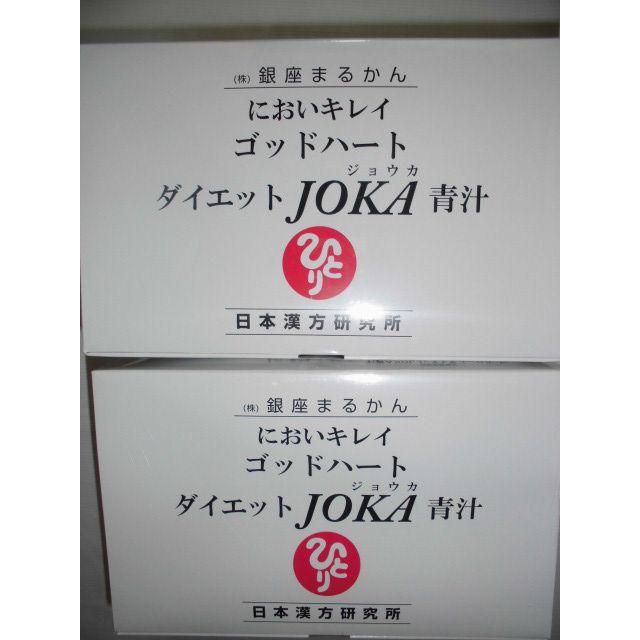 (株)銀座まるかん
においキレイ
ゴッドハート
ジョウカ
ダイエットJOKA青汁
ひとり
日本漢方研究所
(株)銀座まるかん
においキレイ
ゴッドハート
ジョウカ
ダイエットJOKA青汁
ひとり
日本漢方研究所